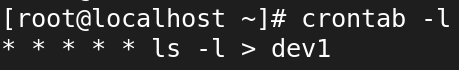 [root@localhost ~]# crontab -l
* * * * * ls -l > dev1